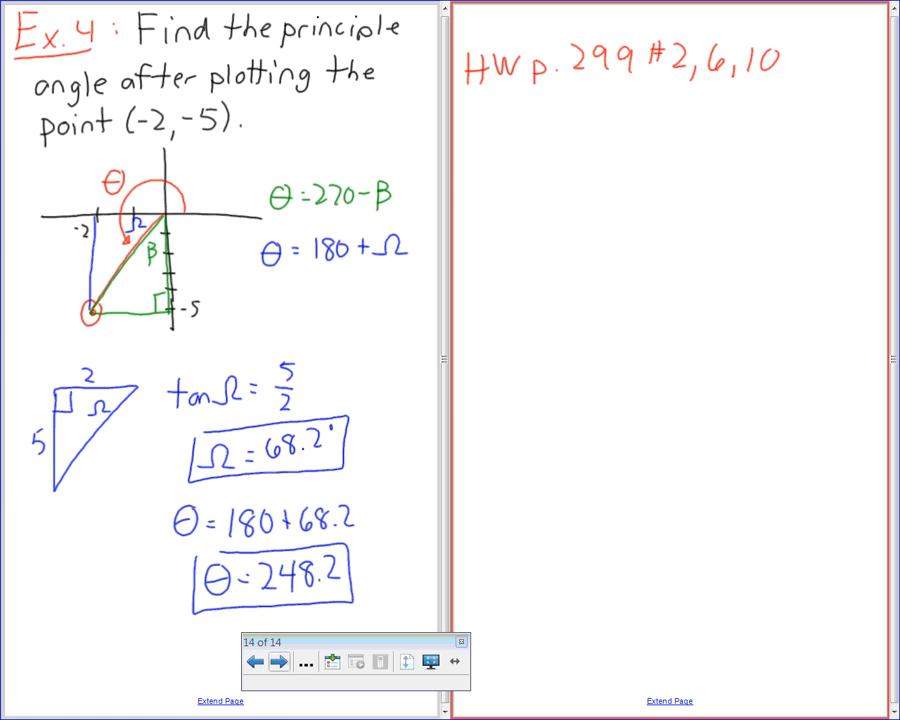 Ex. 4 : Find the principle
angle after plotting the
point (-2, -5).
θ
θ = 270 - β
-2
Ω
β
θ = 180 + Ω
-5
2
5
Ω
tan Ω = 5/2
Ω = 68.2°
θ = 180 + 68.2
θ = 248.2
14 of 14
...
Extend Page
HW p. 299 # 2, 6, 10
Extend Page